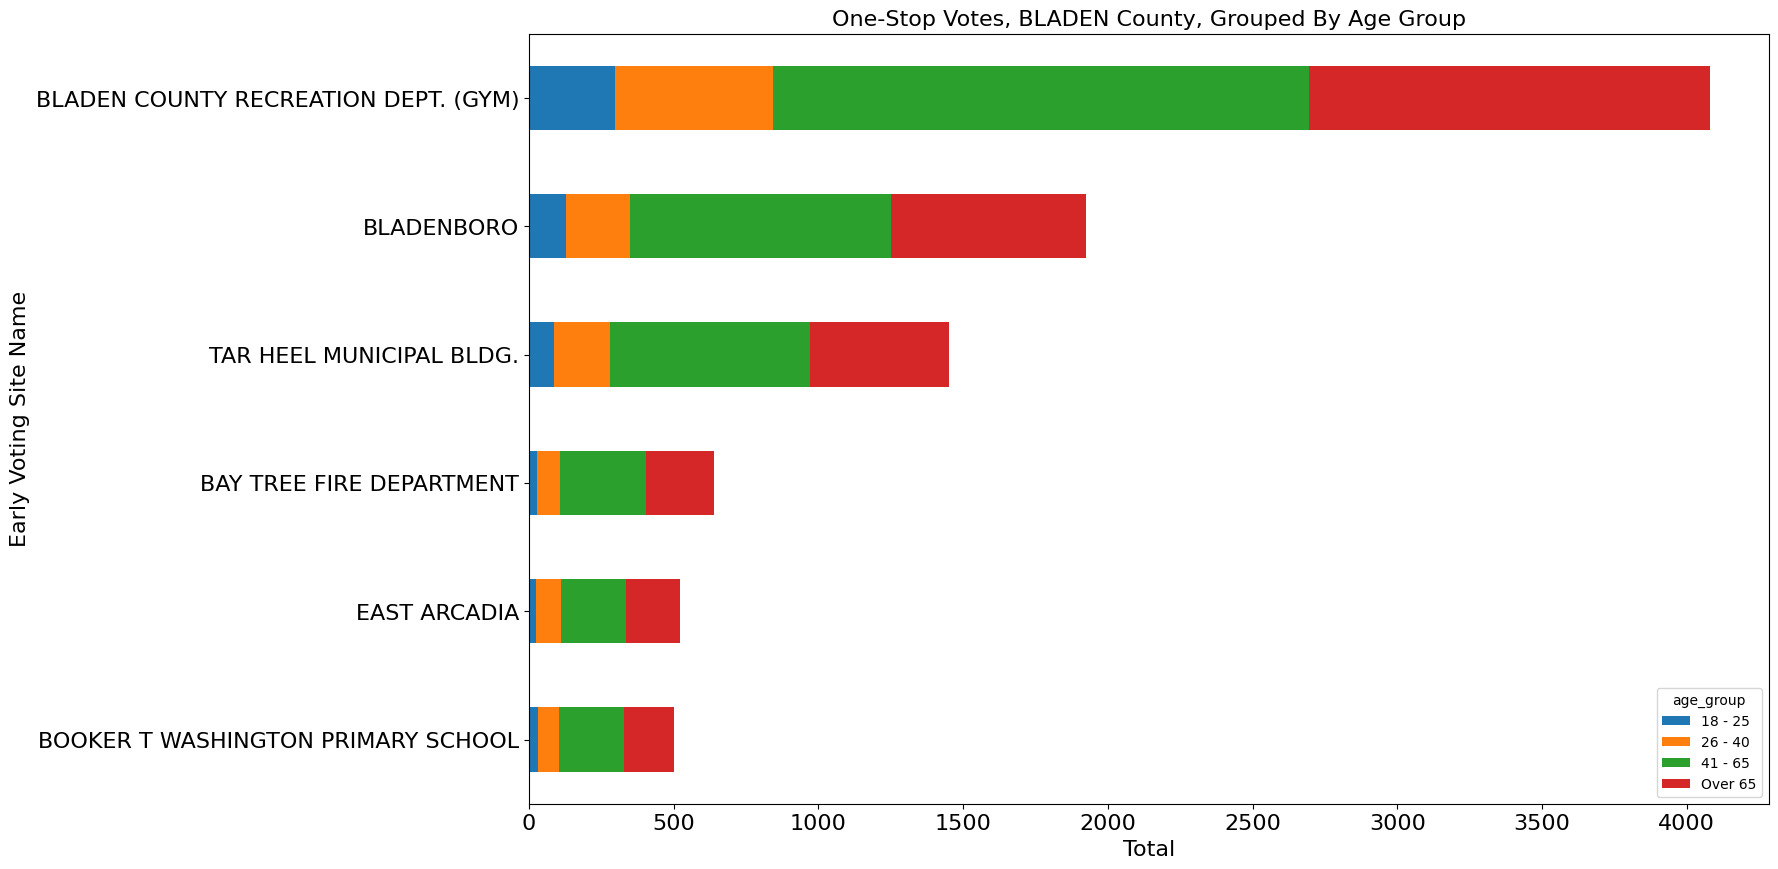 One-Stop Votes, BLADEN County, Grouped By Age Group
Early Voting Site Name
BLADEN COUNTY RECREATION DEPT. (GYM)
BLADENBORO
TAR HEEL MUNICIPAL BLDG.
BAY TREE FIRE DEPARTMENT
EAST ARCADIA
BOOKER T WASHINGTON PRIMARY SCHOOL
age_group
18 - 25
26 - 40
41 - 65
Over 65
0 500 1000 1500 2000 2500 3000 3500 4000
Total